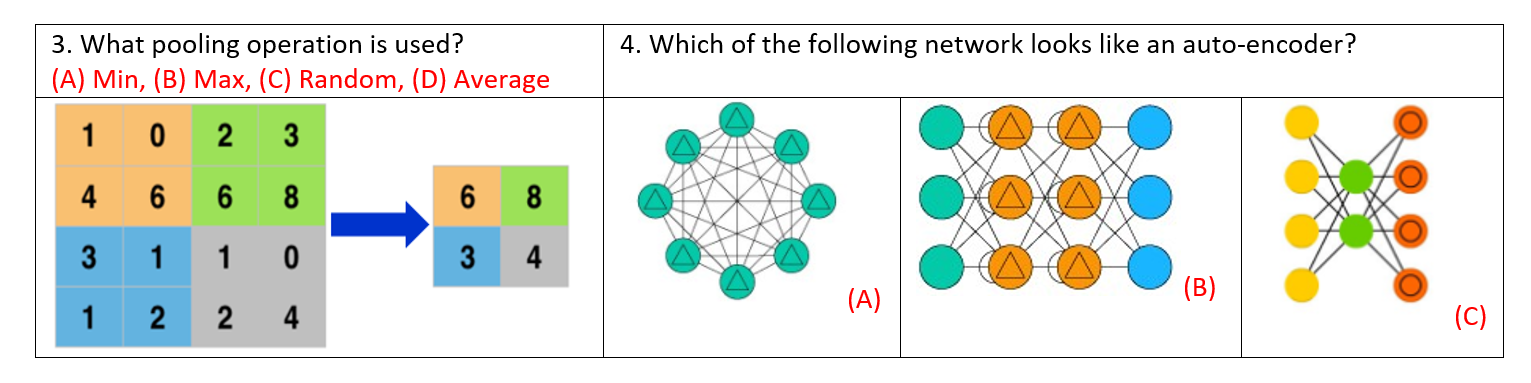 3. What pooling operation is used?
(A) Min, (B) Max, (C) Random, (D) Average
4. Which of the following network looks like an auto-encoder?
1 0 2 3
4 6 6 8
3 1 1 0
1 2 2 4
6 8
3 4
(A)
(B)
(C)